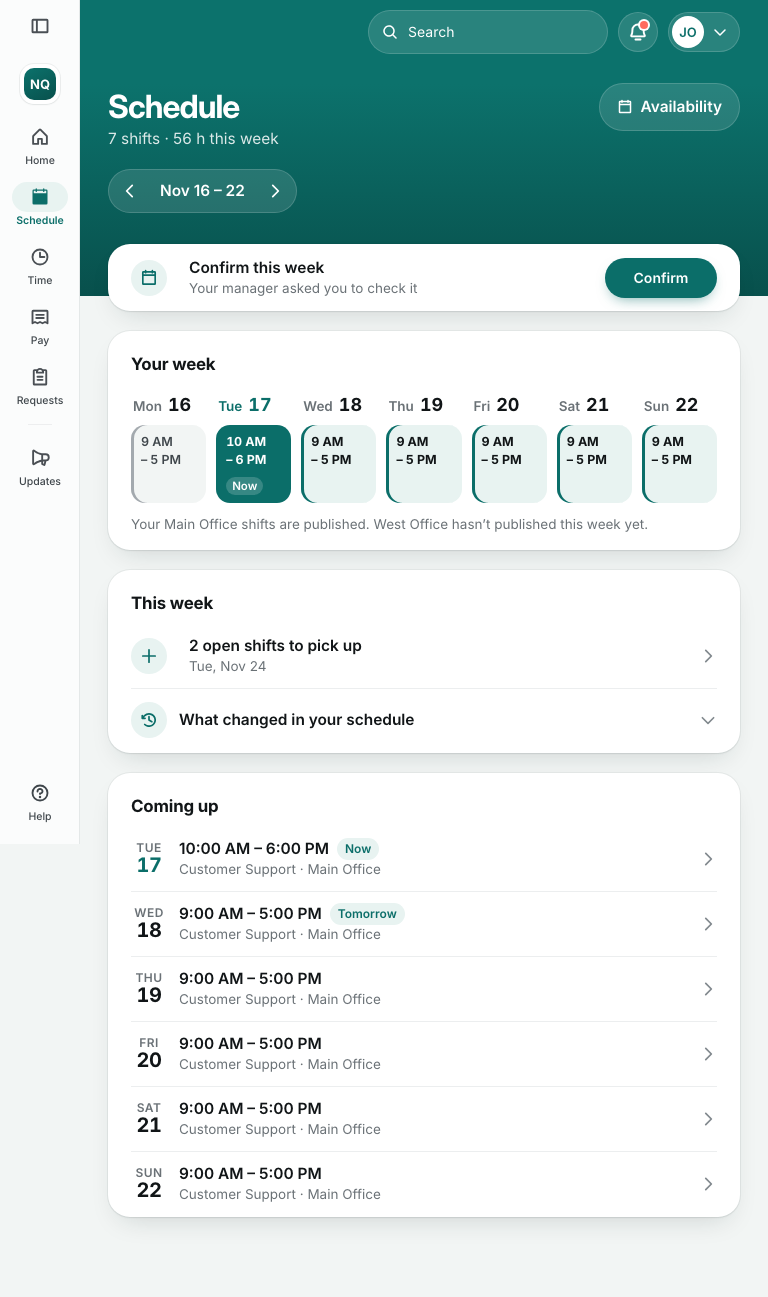 Search
JO
NQ
Home
Schedule
Time
Pay
Requests
Updates
Help
Schedule
7 shifts · 56 h this week
Availability
Nov 16 – 22
Confirm this week
Your manager asked you to check it
Confirm
Your week
Mon 16
Tue 17
Wed 18
Thu 19
Fri 20
Sat 21
Sun 22
9 AM
– 5 PM
10 AM
– 6 PM
Now
9 AM
– 5 PM
9 AM
– 5 PM
9 AM
– 5 PM
9 AM
– 5 PM
9 AM
– 5 PM
Your Main Office shifts are published. West Office hasn’t published this week yet.
This week
2 open shifts to pick up
Tue, Nov 24
What changed in your schedule
Coming up
TUE
17
10:00 AM – 6:00 PM Now
Customer Support · Main Office
WED
18
9:00 AM – 5:00 PM Tomorrow
Customer Support · Main Office
THU
19
9:00 AM – 5:00 PM
Customer Support · Main Office
FRI
20
9:00 AM – 5:00 PM
Customer Support · Main Office
SAT
21
9:00 AM – 5:00 PM
Customer Support · Main Office
SUN
22
9:00 AM – 5:00 PM
Customer Support · Main Office